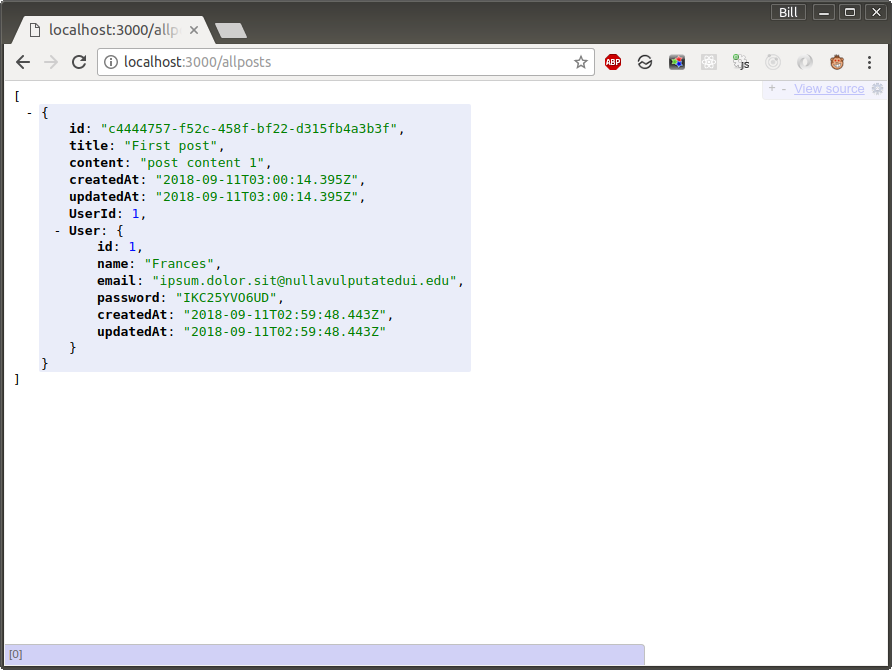 Bill
localhost:3000/allp
localhost:3000/allposts
ABP
JS
+ - View source
[
- {
id: "c4444757-f52c-458f-bf22-d315fb4a3b3f",
title: "First post",
content: "post content 1",
createdAt: "2018-09-11T03:00:14.395Z",
updatedAt: "2018-09-11T03:00:14.395Z",
UserId: 1,
- User: {
id: 1,
name: "Frances",
email: "ipsum.dolor.sit@nullavulputatedui.edu",
password: "IKC25YVO6UD",
createdAt: "2018-09-11T02:59:48.443Z",
updatedAt: "2018-09-11T02:59:48.443Z"
}
}
]
[0]